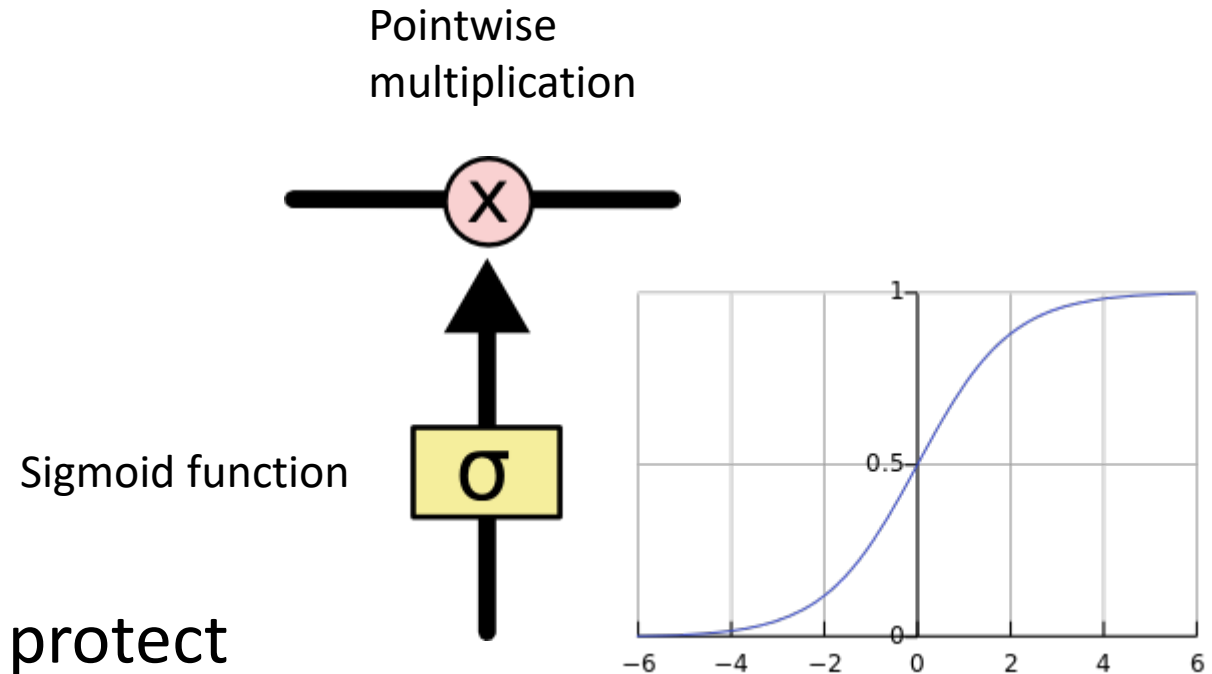 Pointwise
multiplication
X
1
0.5
Sigmoid function
σ
0
protect
−6 −4 −2 0 2 4 6